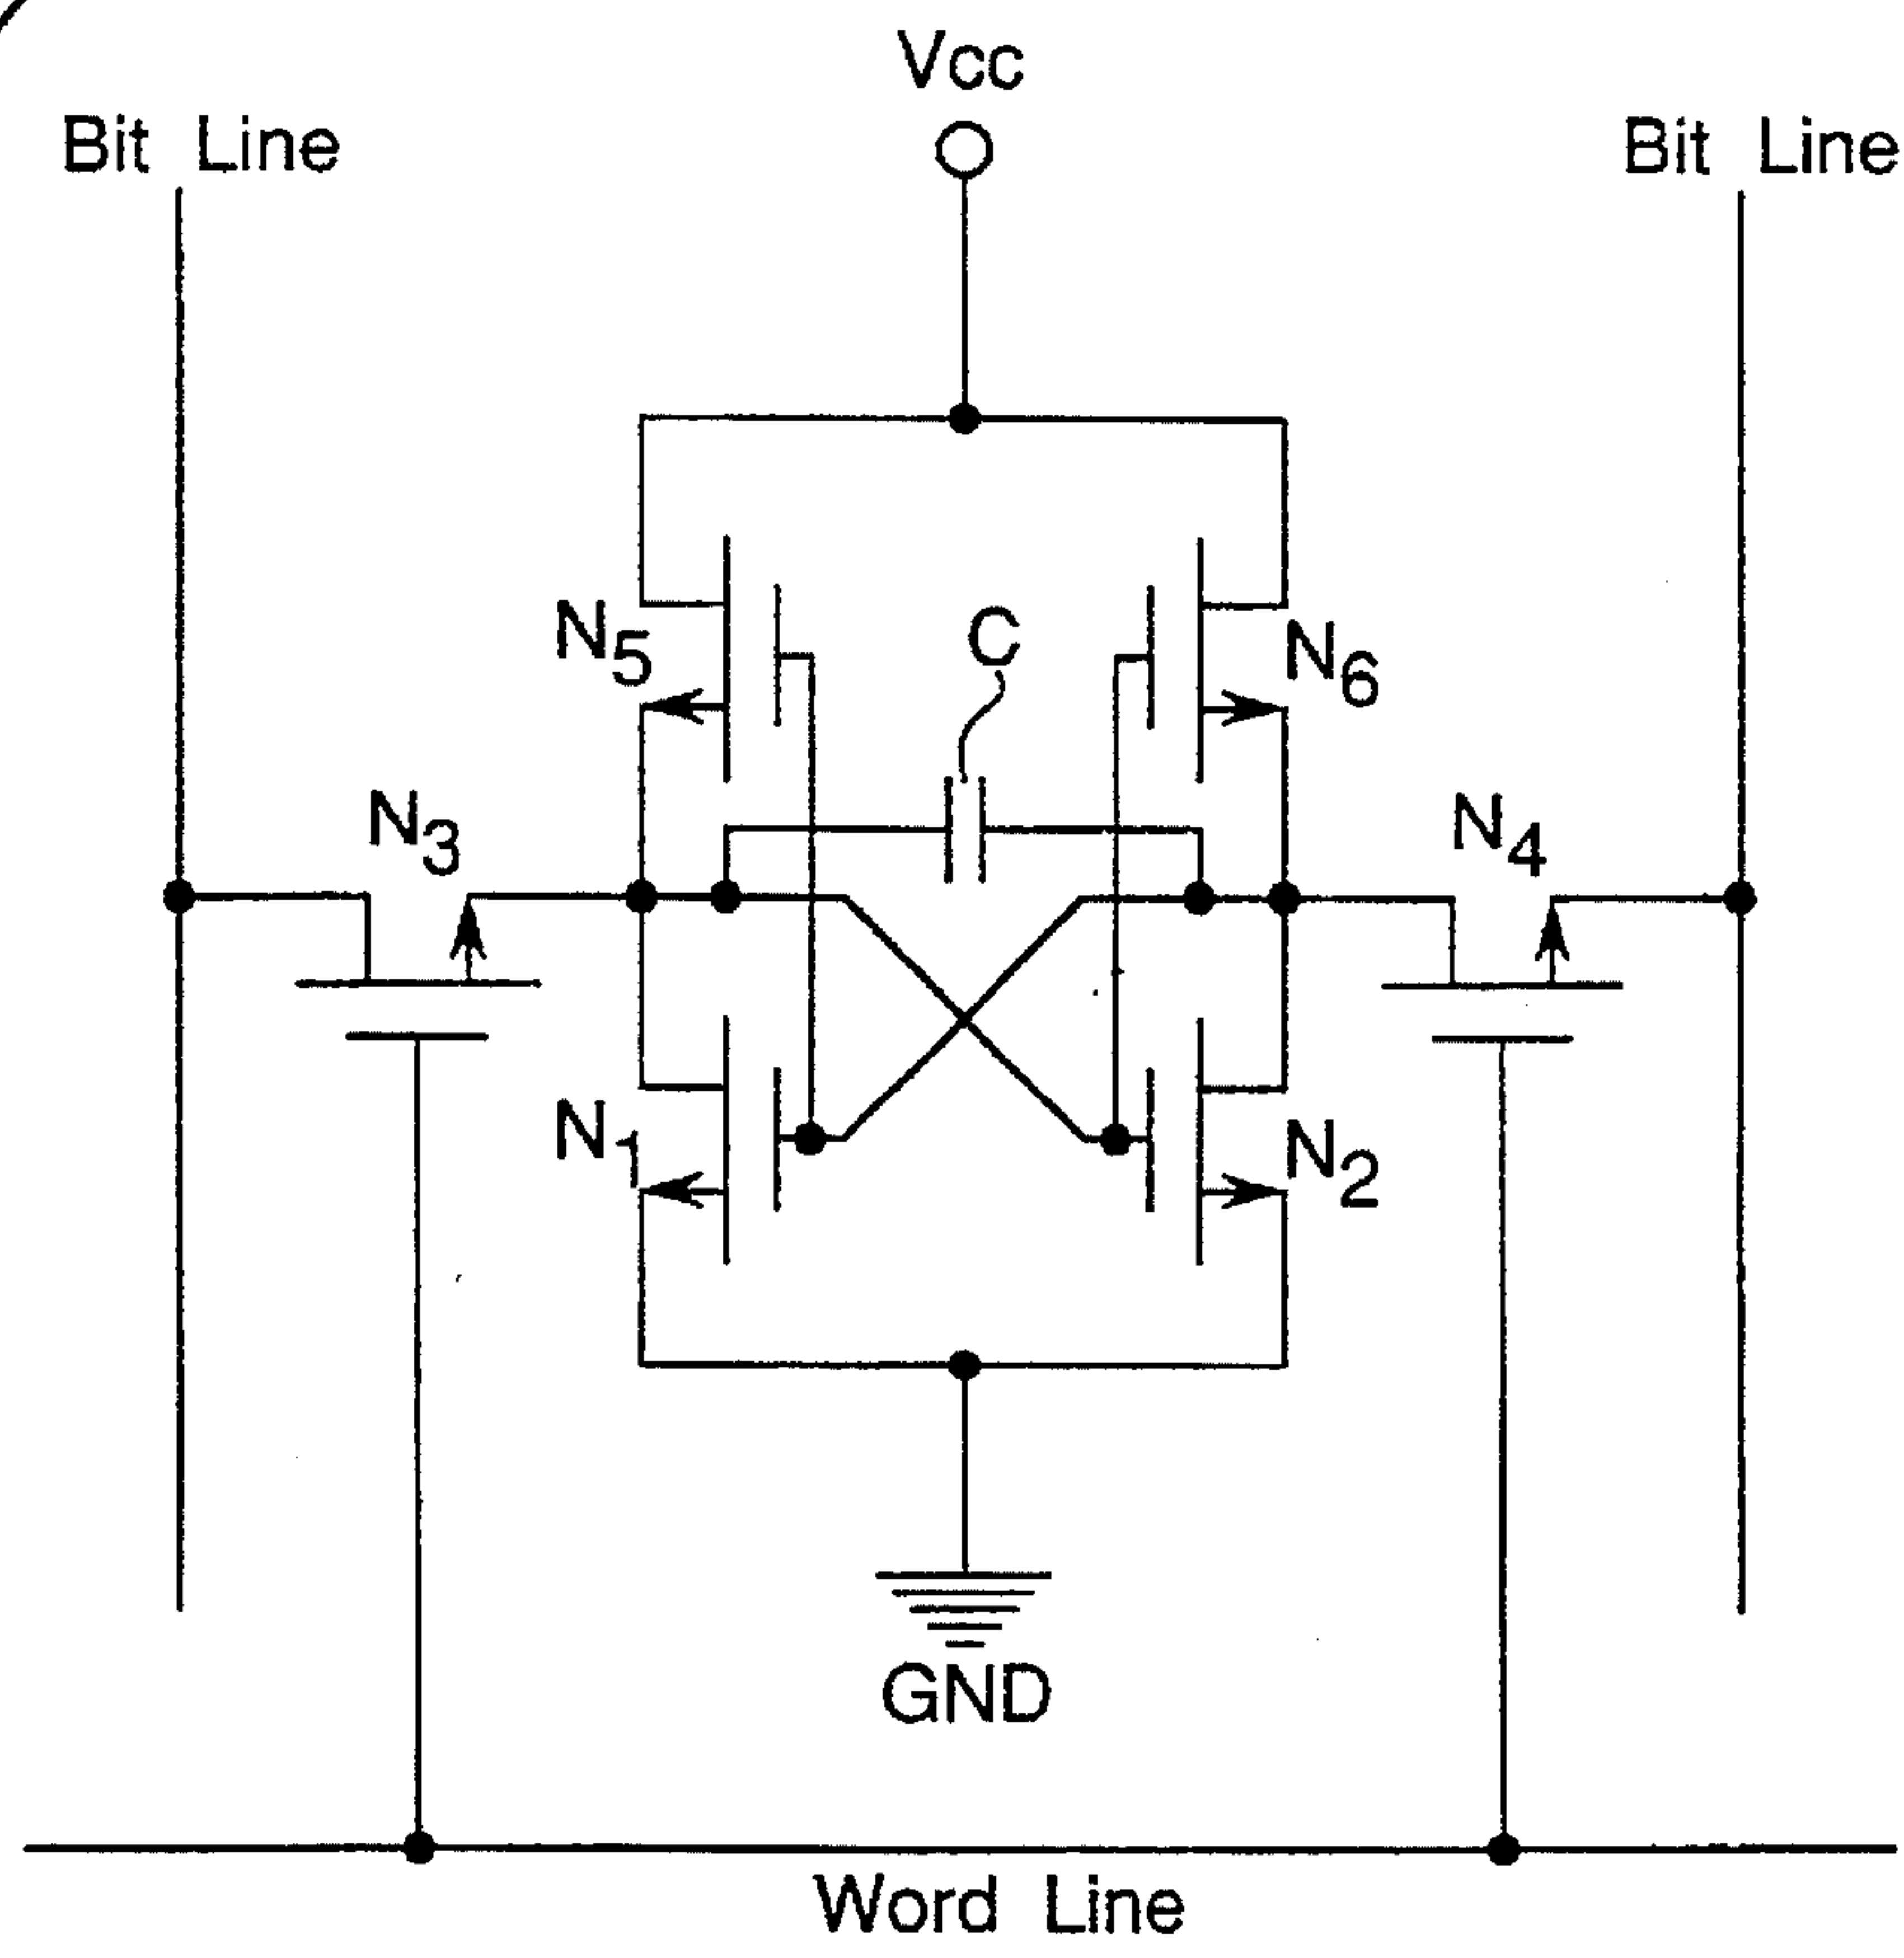 Vcc
Bit Line
Bit Line
N5
C
N6
N3
N4
N1
N2
GND
Word Line